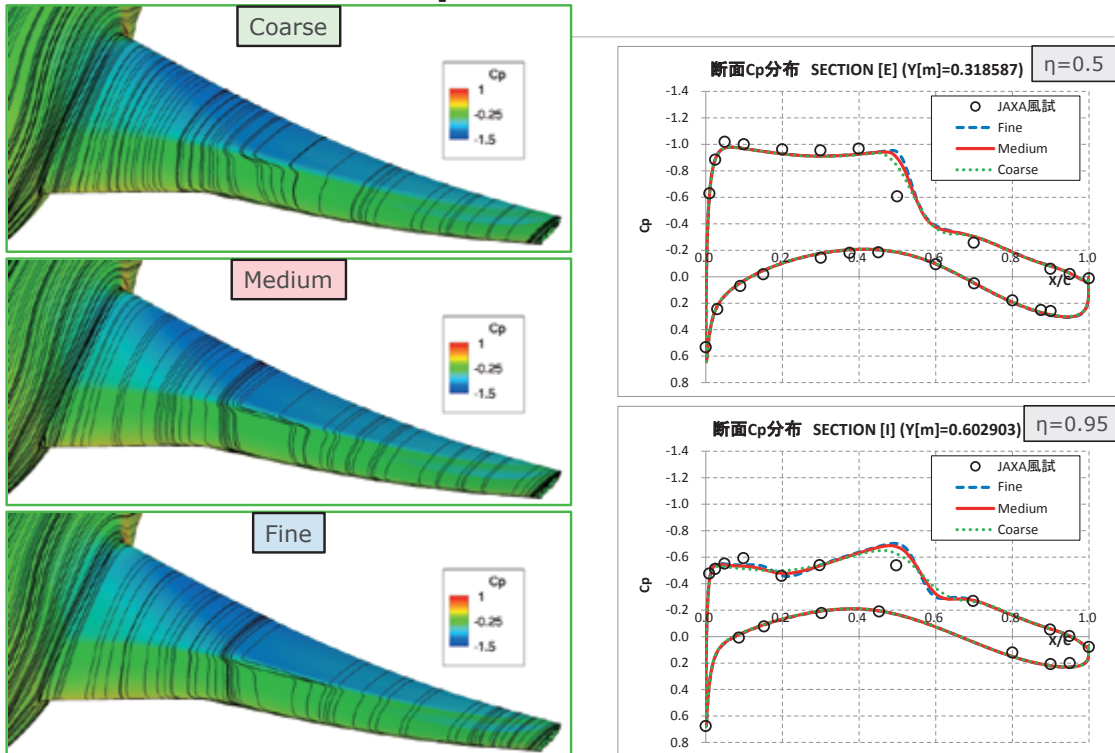 Coarse
Cp
1
-0.25
-1.5
Medium
Cp
1
-0.25
-1.5
Fine
Cp
1
-0.25
-1.5
断面Cp分布 SECTION [E] (Y[m]=0.318587)
η=0.5
-1.4
-1.2
-1.0
-0.8
-0.6
-0.4
-0.2
0.0
0.2
0.4
0.6
0.8
Cp
0.0 0.2 0.4 0.6 0.8 1.0
X/C
JAXA風試
Fine
Medium
Coarse
断面Cp分布 SECTION [I] (Y[m]=0.602903)
η=0.95
-1.4
-1.2
-1.0
-0.8
-0.6
-0.4
-0.2
0.0
0.2
0.4
0.6
0.8
Cp
0.0 0.2 0.4 0.6 0.8 1.0
X/C
JAXA風試
Fine
Medium
Coarse